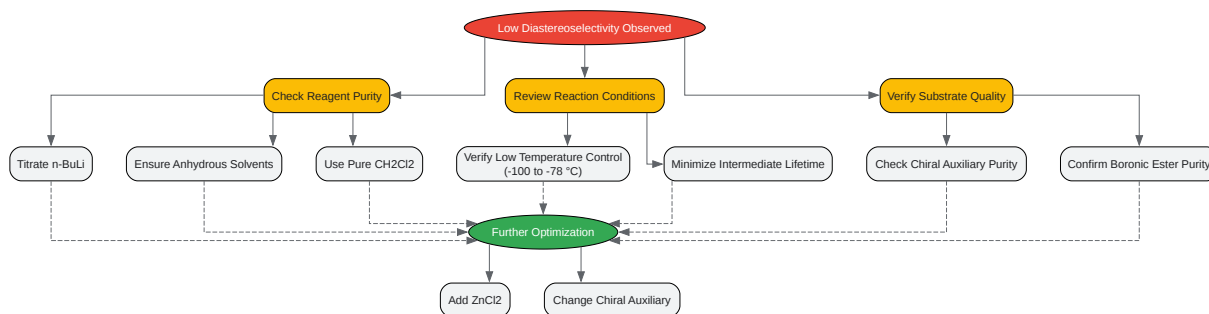 Low Diastereoselectivity Observed
Check Reagent Purity
Review Reaction Conditions
Verify Substrate Quality
Titrate n-BuLi
Ensure Anhydrous Solvents
Use Pure CH2Cl2
Verify Low Temperature Control
(-100 to -78 °C)
Minimize Intermediate Lifetime
Check Chiral Auxiliary Purity
Confirm Boronic Ester Purity
Further Optimization
Add ZnCl2
Change Chiral Auxiliary